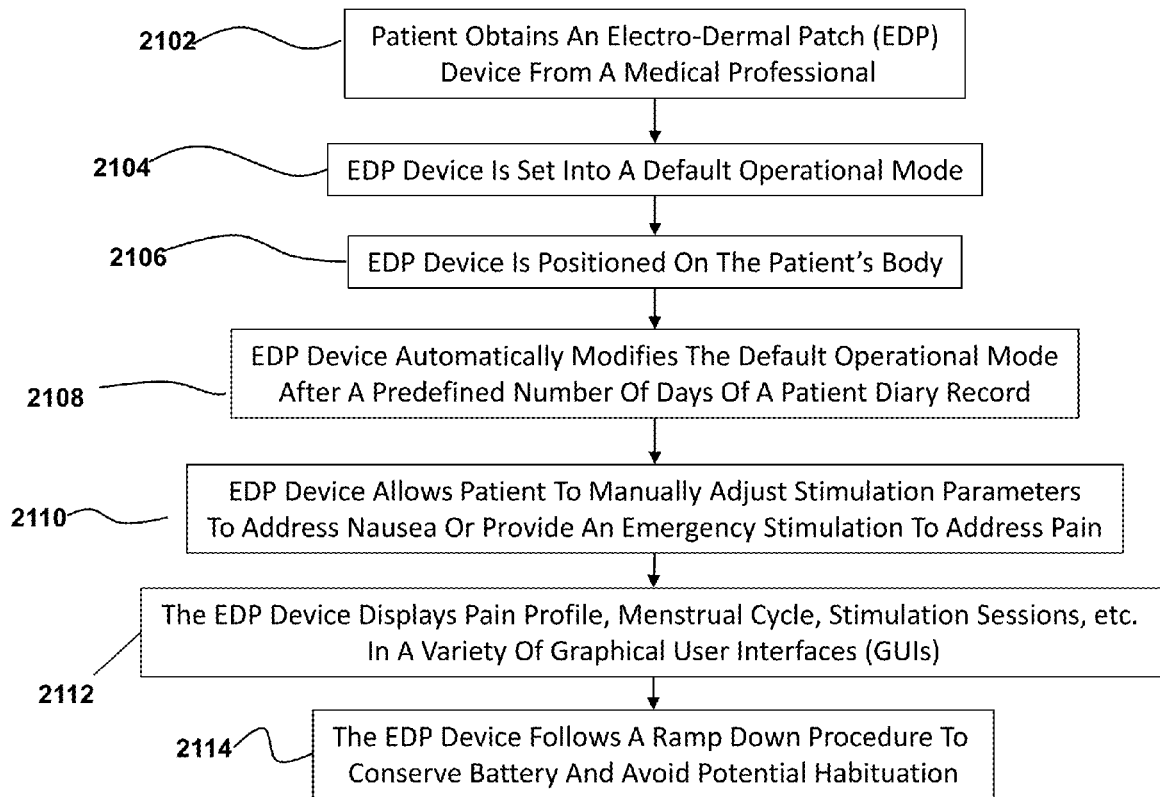 2102
Patient Obtains An Electro-Dermal Patch (EDP)
Device From A Medical Professional
2104
EDP Device Is Set Into A Default Operational Mode
2106
EDP Device Is Positioned On The Patient’s Body
2108
EDP Device Automatically Modifies The Default Operational Mode
After A Predefined Number Of Days Of A Patient Diary Record
2110
EDP Device Allows Patient To Manually Adjust Stimulation Parameters
To Address Nausea Or Provide An Emergency Stimulation To Address Pain
2112
The EDP Device Displays Pain Profile, Menstrual Cycle, Stimulation Sessions, etc.
In A Variety Of Graphical User Interfaces (GUIs)
2114
The EDP Device Follows A Ramp Down Procedure To
Conserve Battery And Avoid Potential Habituation